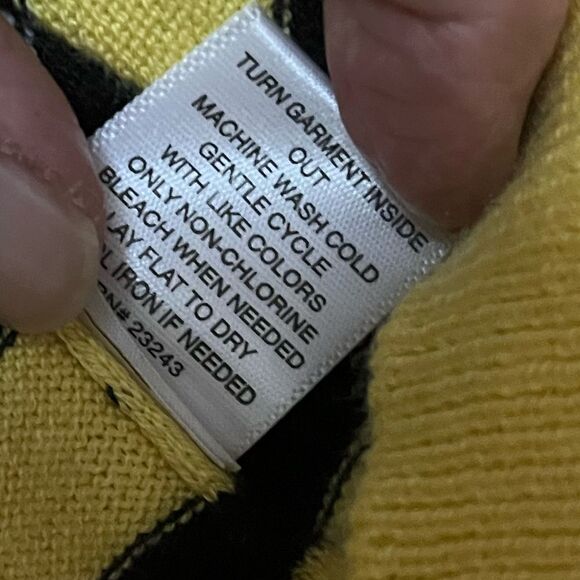 TURN GARMENT INSIDE
OUT
MACHINE WASH COLD
GENTLE CYCLE
WITH LIKE COLORS
ONLY NON-CHLORINE
BLEACH WHEN NEEDED
LAY FLAT TO DRY
IRON IF NEEDED
23243